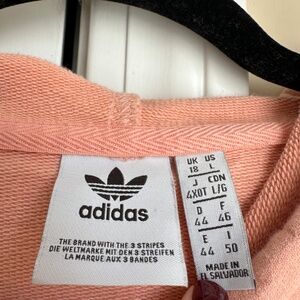 adidas
THE BRAND WITH THE 3 STRIPES
DIE WELTMARKE MIT DEN 3 STREIFEN
LA MARQUE AUX 3 BANDES
UK US
18 L
J CDN
4XOT L/G
D F
44 46
E I
44 50
MADE IN
EL SALVADOR